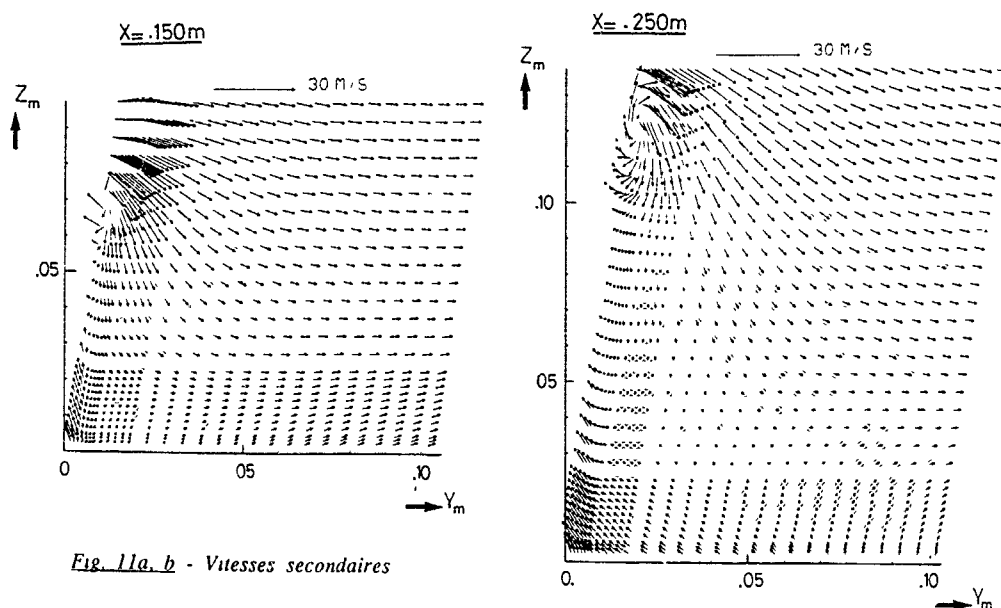 X= .150m
30 M/S
Zm
.05
0
05
.10
Ym
X= .250m
30 M/S
Zm
.10
05
0.
.05
.10
Ym
Fig. 11a, b - Vitesses secondaires